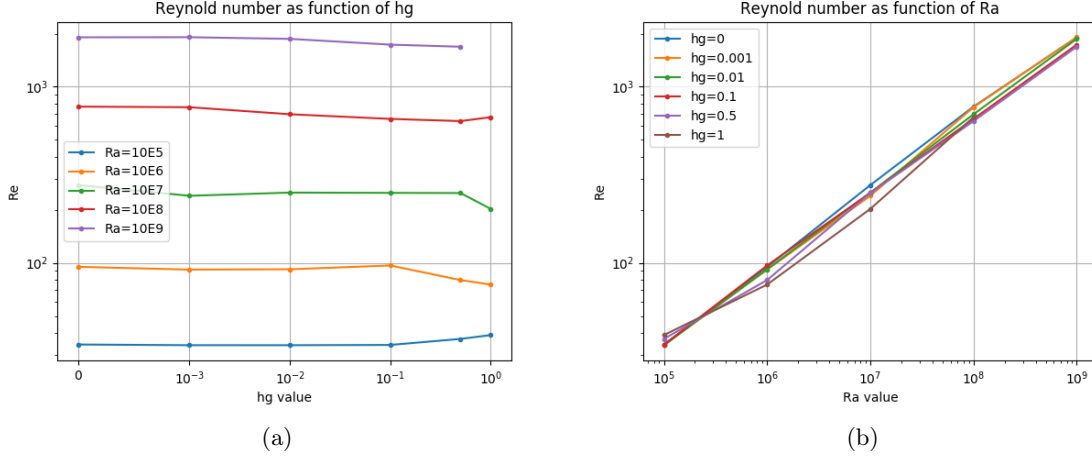 Reynold number as function of hg
Re
10³
10²
Ra=10E5
Ra=10E6
Ra=10E7
Ra=10E8
Ra=10E9
0
10⁻³
10⁻²
10⁻¹
10⁰
hg value
(a)
Reynold number as function of Ra
Re
10³
10²
hg=0
hg=0.001
hg=0.01
hg=0.1
hg=0.5
hg=1
10⁵
10⁶
10⁷
10⁸
10⁹
Ra value
(b)